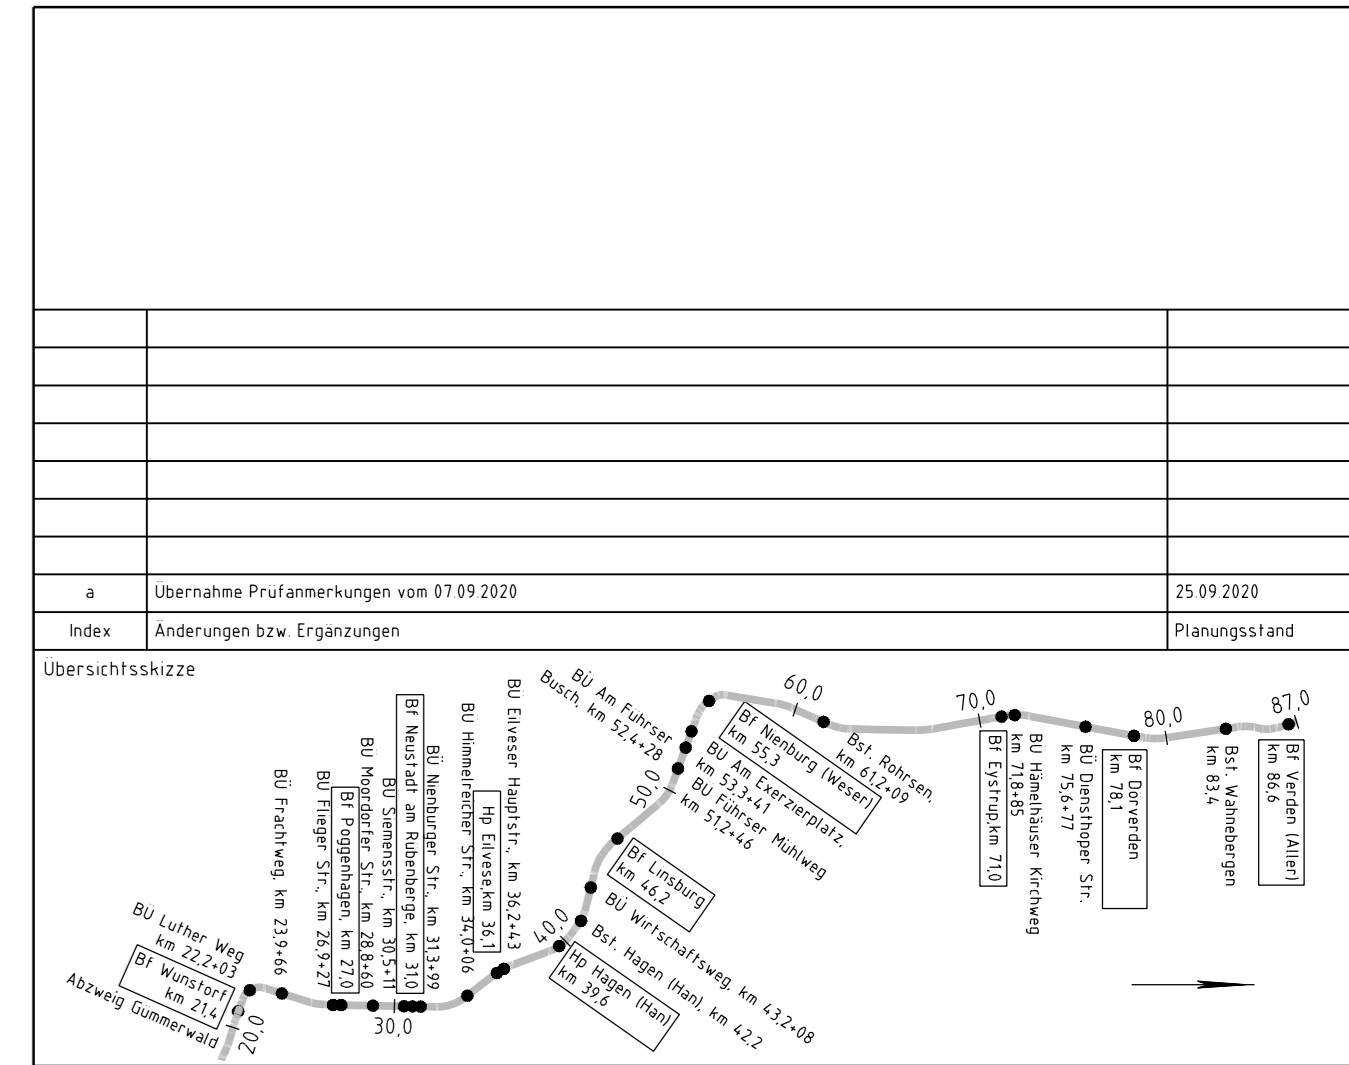 a Übernahme Prüfanmerkungen vom 07.09.2020 25.09.2020
Index Änderungen bzw. Ergänzungen Planungsstand
Übersichtsskizze
Abzweig Gümmerwald
Bf Wunstorf
km 21,4
BÜ Luther Weg
km 22,2+03
20,0
BÜ Frachtweg, km 23,9+66
BÜ Flieger Str., km 26,9+27
Bf Poggenhagen, km 27,0
BÜ Moordorfer Str., km 28,8+60
BÜ Siemensstr., km 30,5+11
30,0
Bf Neustadt am Rübenberge, km 31,0
BÜ Nienburger Str., km 31,3+99
BÜ Himmelreicher Str., km 34,0+06
Hp Eilvese,km 36,1
BÜ Eilveser Hauptstr., km 36,2+43
40,0
Hp Hagen (Han)
km 39,6
Bst. Hagen (Han), km 42,2
BÜ Wirtschaftsweg, km 43,2+08
Bf Linsburg
km 46,2
50,0
BÜ Führser Mühlweg
km 51,2+46
BÜ Am Führser
Busch, km 52,4+28
BÜ Am Exerzierplatz,
km 53,3+41
Bf Nienburg (Weser)
km 55,3
60,0
Bst. Rohrsen,
km 61,2+09
70,0
Bf Eystrup,km 71,0
BÜ Hämelhäuser Kirchweg
km 71,8+85
BÜ Diensthoper Str.,
km 75,6+77
Bf Dörverden
km 78,1
80,0
Bst. Wahnebergen
km 83,4
Bf Verden (Aller)
km 86,6
87,0